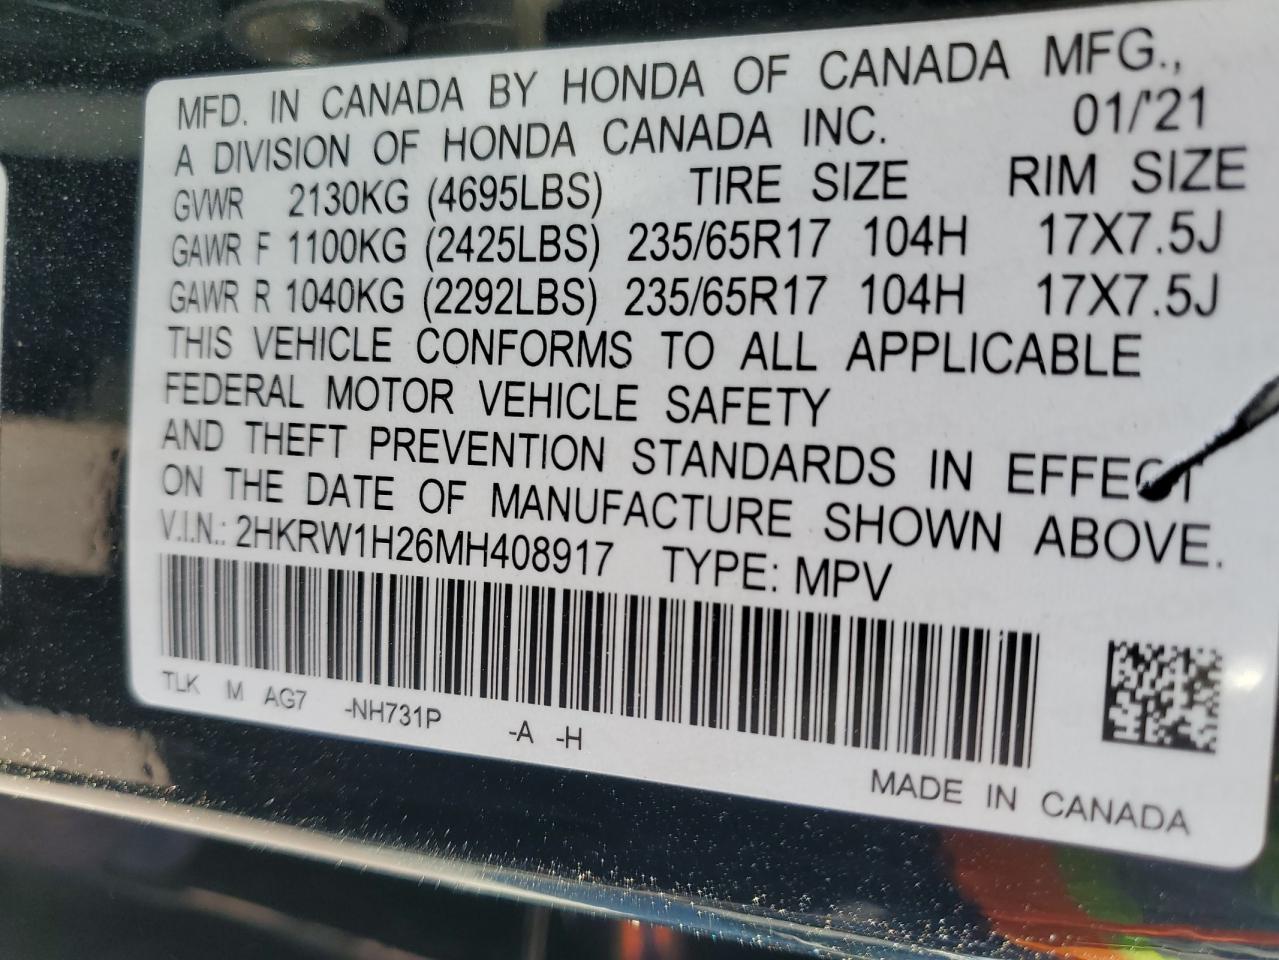 MFD. IN CANADA BY HONDA OF CANADA MFG.,
A DIVISION OF HONDA CANADA INC. 01/'21
GVWR 2130KG (4695LBS) TIRE SIZE RIM SIZE
GAWR F 1100KG (2425LBS) 235/65R17 104H 17X7.5J
GAWR R 1040KG (2292LBS) 235/65R17 104H 17X7.5J
THIS VEHICLE CONFORMS TO ALL APPLICABLE
FEDERAL MOTOR VEHICLE SAFETY
AND THEFT PREVENTION STANDARDS IN EFFECT
ON THE DATE OF MANUFACTURE SHOWN ABOVE.
V.I.N.: 2HKRW1H26MH408917 TYPE: MPV
TLK M AG7 -NH731P -A -H
MADE IN CANADA